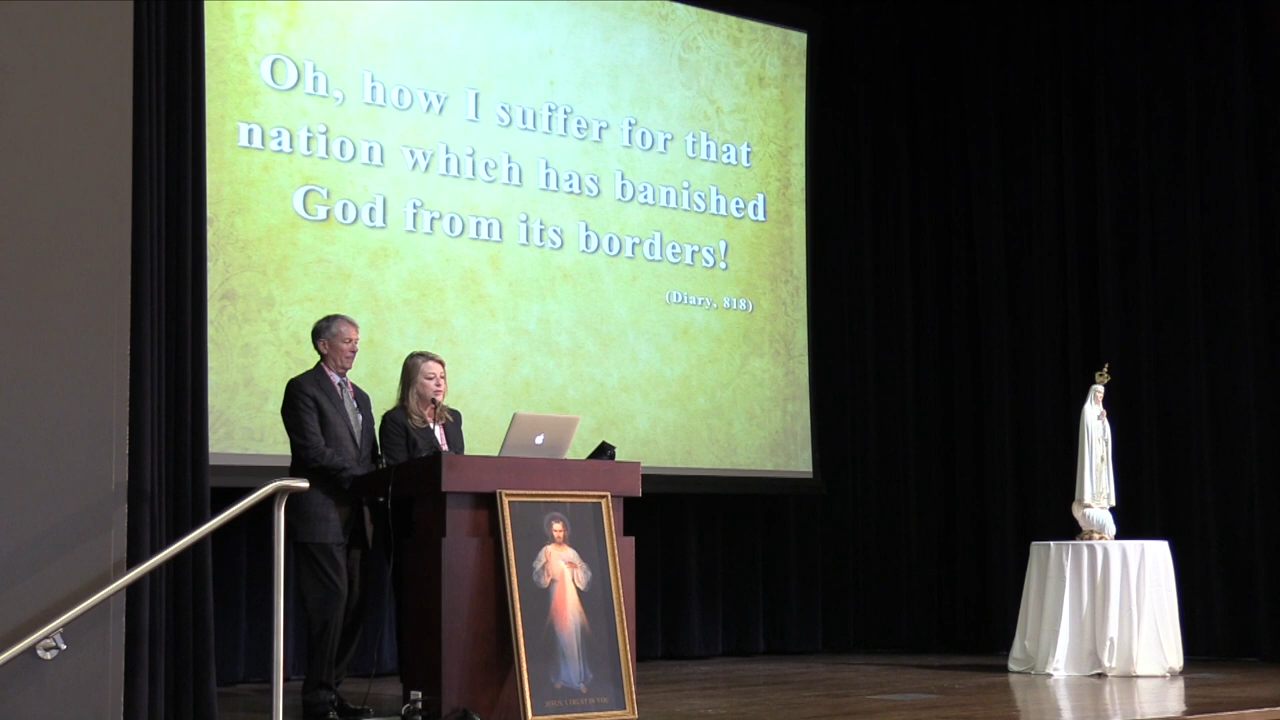 Oh, how I suffer for that
nation which has banished
God from its borders!
(Diary, 818)
JESUS, I TRUST IN YOU